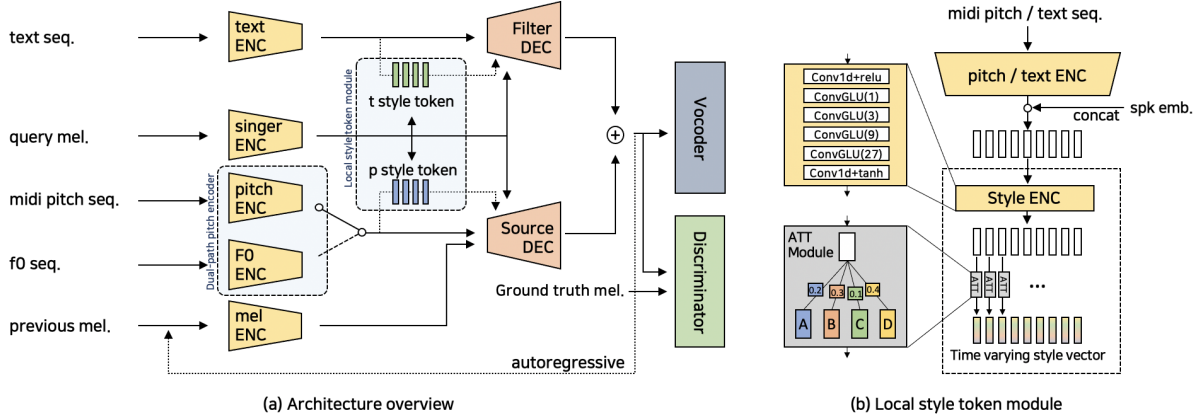 text seq.
text
ENC
Filter
DEC
t style token
Local style token module
query mel.
singer
ENC
p style token
Vocoder
Dual-path pitch encoder
midi pitch seq.
pitch
ENC
f0 seq.
F0
ENC
Source
DEC
Ground truth mel.
Discriminator
previous mel.
mel
ENC
autoregressive
(a) Architecture overview
midi pitch / text seq.
pitch / text ENC
concat
spk emb.
Conv1d+relu
ConvGLU(1)
ConvGLU(3)
ConvGLU(9)
ConvGLU(27)
Conv1d+tanh
Style ENC
ATT
Module
0.2
0.3
0.1
0.4
A
B
C
D
ATT
ATT
ATT
...
Time varying style vector
(b) Local style token module